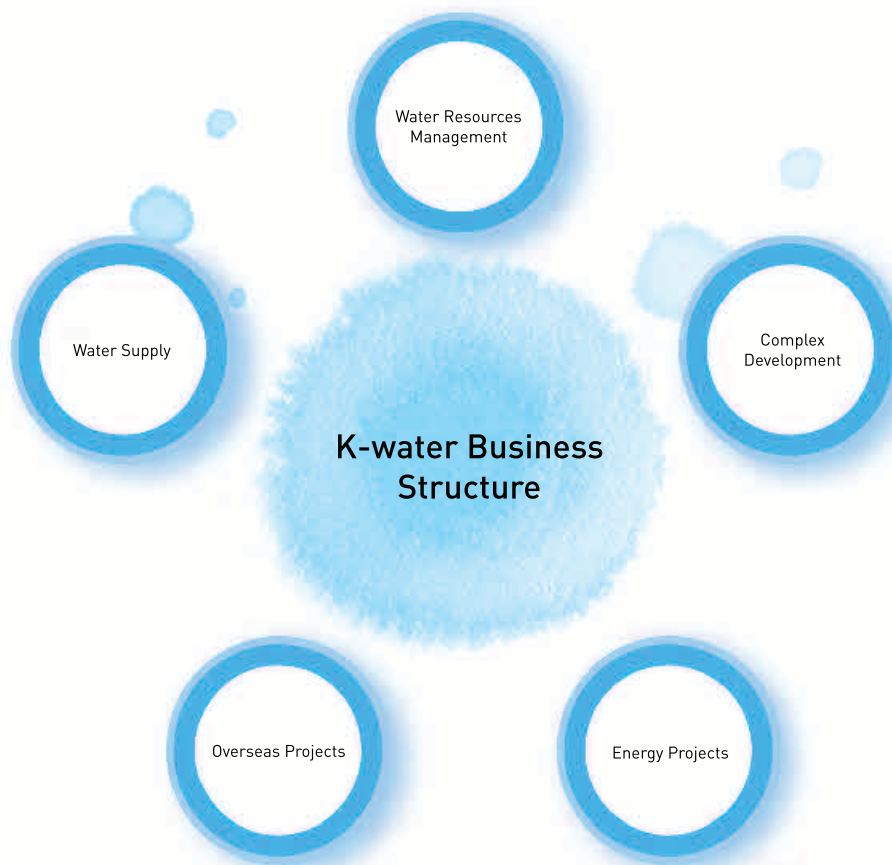 Water Resources
Management
Water Supply
Complex
Development
K-water Business
Structure
Overseas Projects
Energy Projects